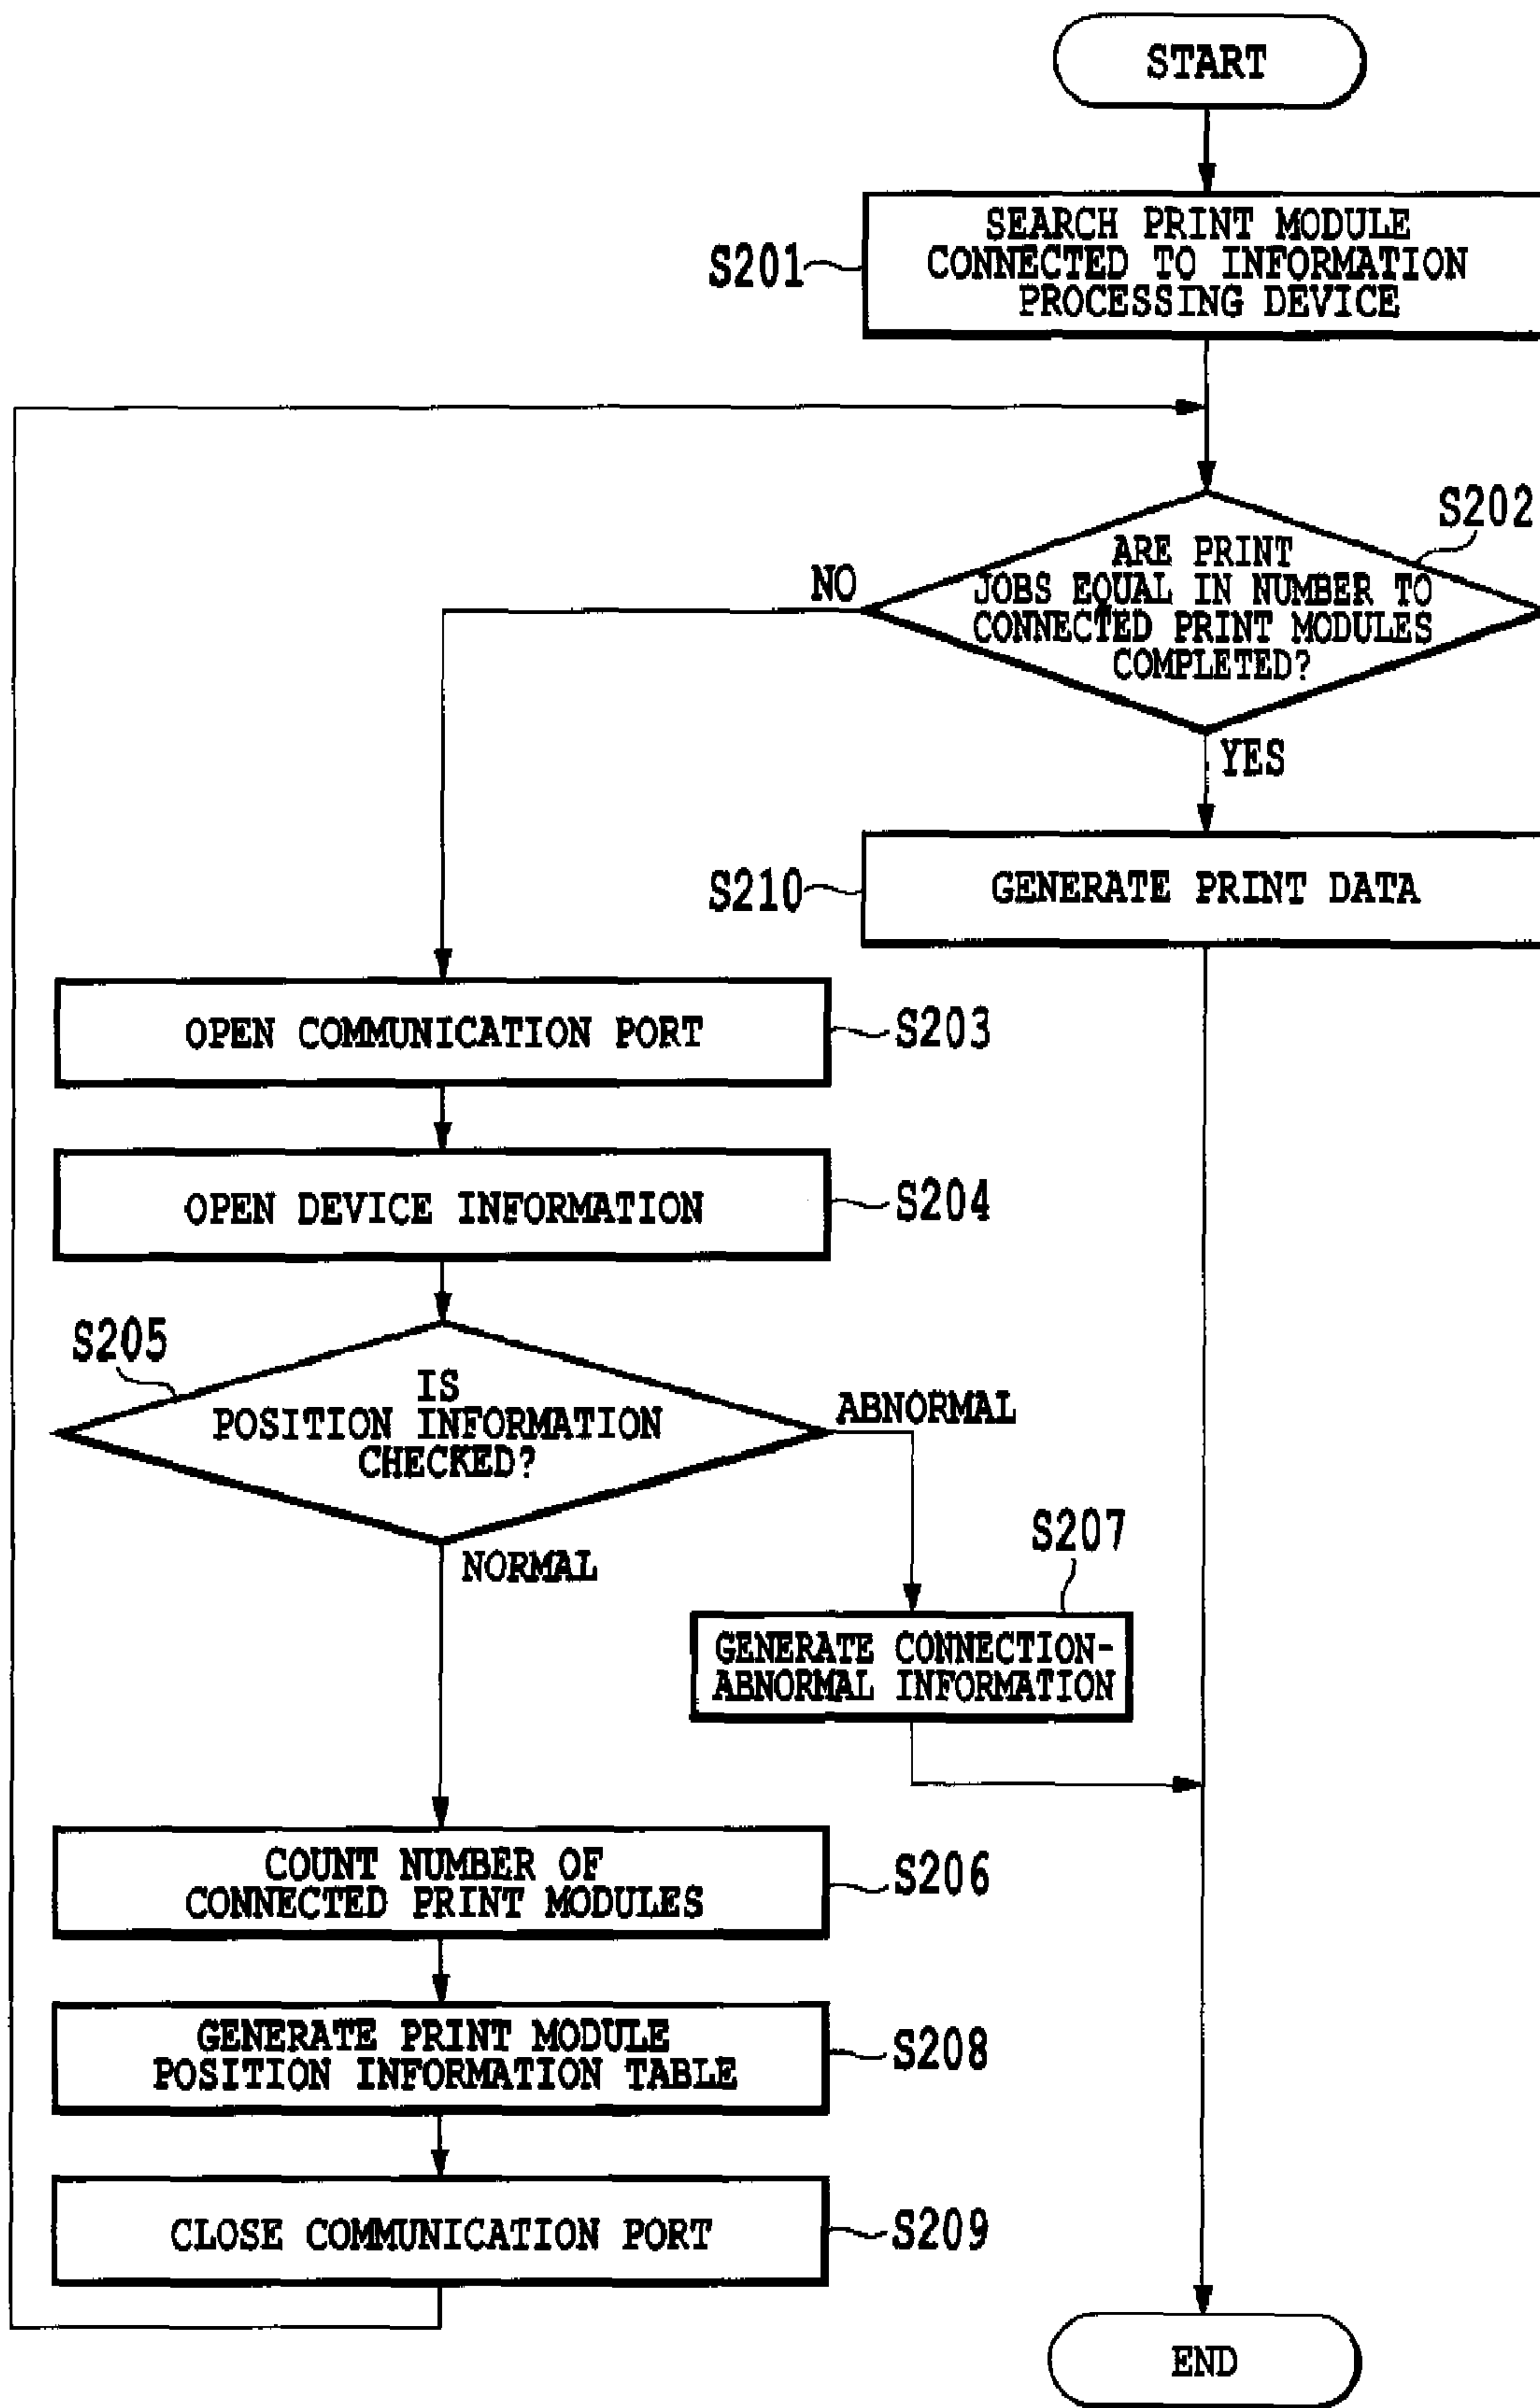 START
S201
SEARCH PRINT MODULE
CONNECTED TO INFORMATION
PROCESSING DEVICE
S202
ARE PRINT
JOBS EQUAL IN NUMBER TO
CONNECTED PRINT MODULES
COMPLETED?
NO
YES
S210
GENERATE PRINT DATA
OPEN COMMUNICATION PORT
S203
OPEN DEVICE INFORMATION
S204
S205
IS
POSITION INFORMATION
CHECKED?
ABNORMAL
NORMAL
S207
GENERATE CONNECTION-
ABNORMAL INFORMATION
COUNT NUMBER OF
CONNECTED PRINT MODULES
S206
GENERATE PRINT MODULE
POSITION INFORMATION TABLE
S208
CLOSE COMMUNICATION PORT
S209
END